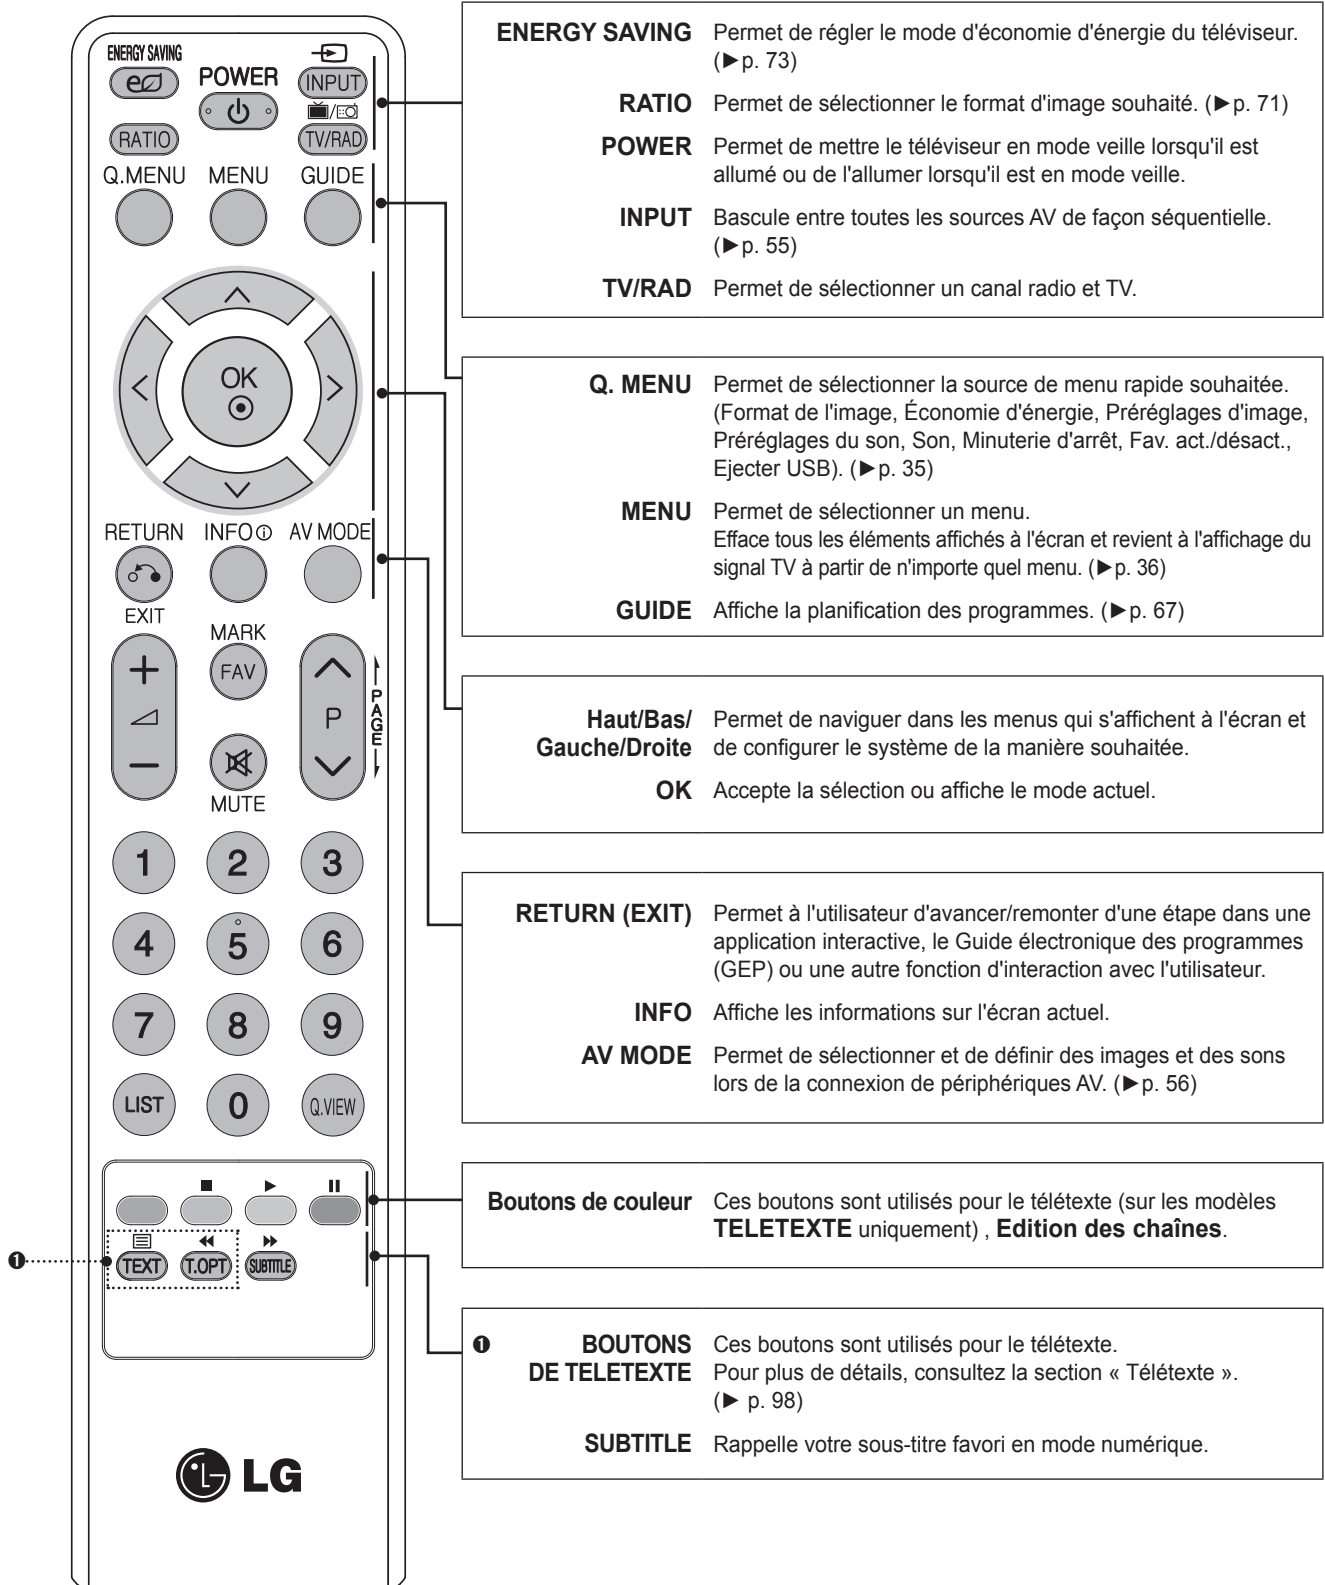 ENERGY SAVING
POWER
INPUT
RATIO
TV/RAD
Q.MENU MENU GUIDE
OK
RETURN INFO AV MODE
EXIT
MARK
FAV
P
PAGE
MUTE
1 2 3
4 5 6
7 8 9
LIST 0 Q.VIEW
❶
TEXT T.OPT SUBTITLE
LG
ENERGY SAVING Permet de régler le mode d'économie d'énergie du téléviseur.
(►p. 73)
RATIO Permet de sélectionner le format d'image souhaité. (►p. 71)
POWER Permet de mettre le téléviseur en mode veille lorsqu'il est
allumé ou de l'allumer lorsqu'il est en mode veille.
INPUT Bascule entre toutes les sources AV de façon séquentielle.
(►p. 55)
TV/RAD Permet de sélectionner un canal radio et TV.
Q. MENU Permet de sélectionner la source de menu rapide souhaitée.
(Format de l'image, Économie d'énergie, Préréglages d'image,
Préréglages du son, Son, Minuterie d'arrêt, Fav. act./désact.,
Ejecter USB). (►p. 35)
MENU Permet de sélectionner un menu.
Efface tous les éléments affichés à l'écran et revient à l'affichage du
signal TV à partir de n'importe quel menu. (►p. 36)
GUIDE Affiche la planification des programmes. (►p. 67)
Haut/Bas/ Permet de naviguer dans les menus qui s'affichent à l'écran et
Gauche/Droite de configurer le système de la manière souhaitée.
OK Accepte la sélection ou affiche le mode actuel.
RETURN (EXIT) Permet à l'utilisateur d'avancer/remonter d'une étape dans une
application interactive, le Guide électronique des programmes
(GEP) ou une autre fonction d'interaction avec l'utilisateur.
INFO Affiche les informations sur l'écran actuel.
AV MODE Permet de sélectionner et de définir des images et des sons
lors de la connexion de périphériques AV. (►p. 56)
Boutons de couleur Ces boutons sont utilisés pour le télétexte (sur les modèles
TELETEXTE uniquement) , Edition des chaînes.
❶ BOUTONS Ces boutons sont utilisés pour le télétexte.
DE TELETEXTE Pour plus de détails, consultez la section « Télétexte ».
(► p. 98)
SUBTITLE Rappelle votre sous-titre favori en mode numérique.